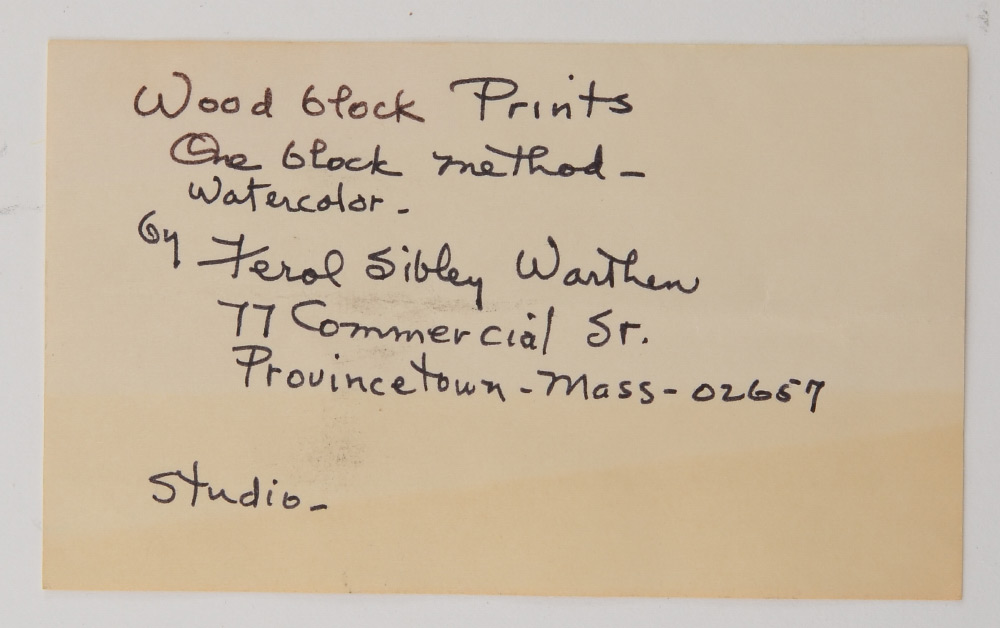 Wood block Prints
One block method -
Watercolor -
by Ferol Sibley Warthen
77 Commercial St.
Provincetown - Mass - 02657
Studio -